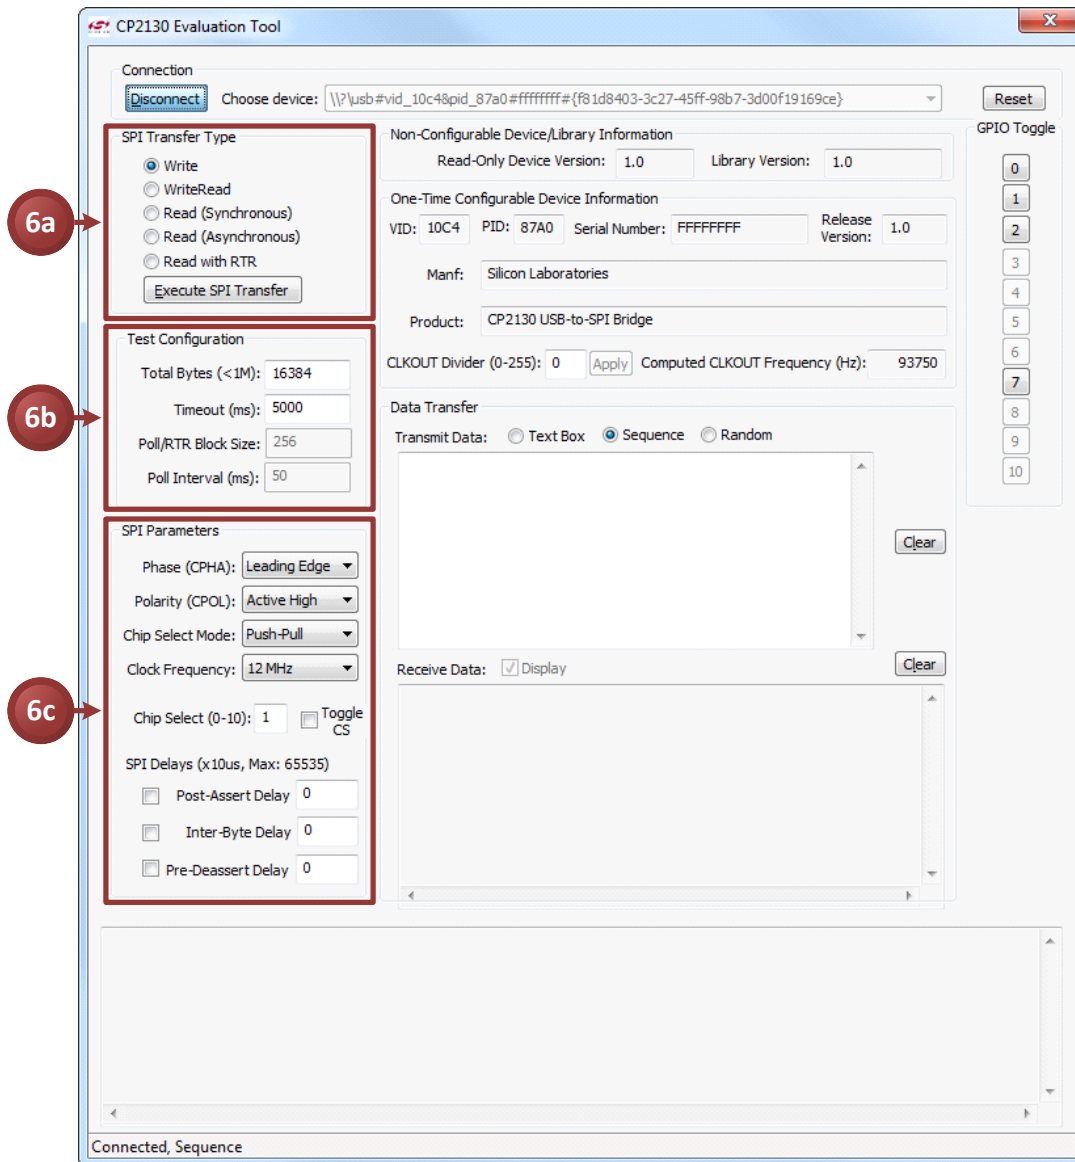 CP2130 Evaluation Tool
x
Connection
Disconnect
Choose device:
\\?\usb#vid_10c4&pid_87a0#ffffffff#{f81d8403-3c27-45ff-98b7-3d00f19169ce}
Reset
6a
SPI Transfer Type
Write
WriteRead
Read (Synchronous)
Read (Asynchronous)
Read with RTR
Execute SPI Transfer
6b
Test Configuration
Total Bytes (<1M): 16384
Timeout (ms): 5000
Poll/RTR Block Size: 256
Poll Interval (ms): 50
6c
SPI Parameters
Phase (CPHA): Leading Edge
Polarity (CPOL): Active High
Chip Select Mode: Push-Pull
Clock Frequency: 12 MHz
Chip Select (0-10): 1
Toggle
CS
SPI Delays (x10us, Max: 65535)
Post-Assert Delay 0
Inter-Byte Delay 0
Pre-Deassert Delay 0
Non-Configurable Device/Library Information
Read-Only Device Version: 1.0 Library Version: 1.0
One-Time Configurable Device Information
VID: 10C4 PID: 87A0 Serial Number: FFFFFFFF
Release
Version: 1.0
Manf: Silicon Laboratories
Product: CP2130 USB-to-SPI Bridge
CLKOUT Divider (0-255): 0 Apply Computed CLKOUT Frequency (Hz): 93750
Data Transfer
Transmit Data: Text Box Sequence Random
Clear
Receive Data: Display
Clear
GPIO Toggle
0
1
2
3
4
5
6
7
8
9
10
Connected, Sequence